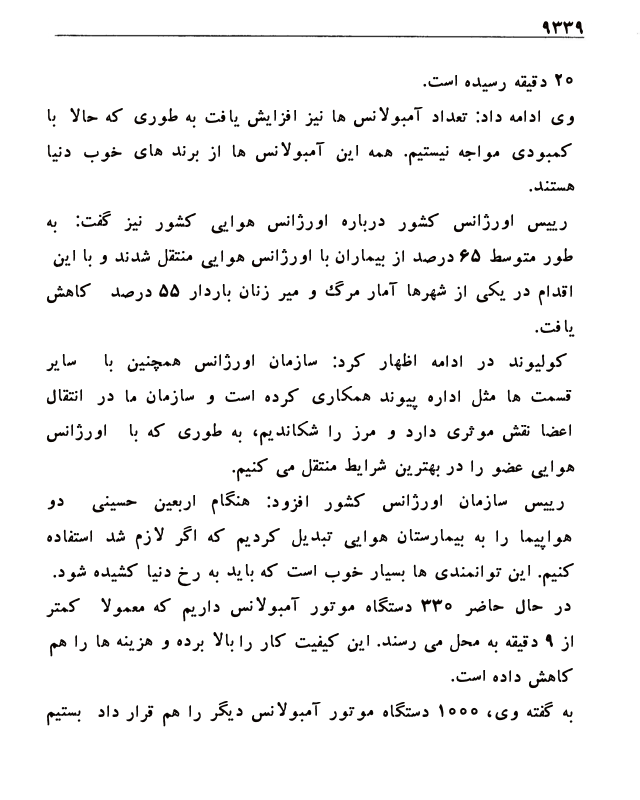 ۹۳۳۹
۲۰ دقیقه رسیده است.
وی ادامه داد: تعداد آمبولانس ها نیز افزایش یافت به طوری که حالا با
کمبودی مواجه نیستیم. همه این آمبولانس ها از برند های خوب دنیا
هستند.
رییس اورژانس کشور درباره اورژانس هوایی کشور نیز گفت: به
طور متوسط ۶۵ درصد از بیماران با اورژانس هوایی منتقل شدند و با این
اقدام در یکی از شهرها آمار مرگ و میر زنان باردار ۵۵ درصد کاهش
یافت.
کولیوند در ادامه اظهار کرد: سازمان اورژانس همچنین با سایر
قسمت ها مثل اداره پیوند همکاری کرده است و سازمان ما در انتقال
اعضا نقش موثری دارد و مرز را شکاندیم، به طوری که با اورژانس
هوایی عضو را در بهترین شرایط منتقل می کنیم.
رییس سازمان اورژانس کشور افزود: هنگام اربعین حسینی دو
هواپیما را به بیمارستان هوایی تبدیل کردیم که اگر لازم شد استفاده
کنیم. این توانمندی ها بسیار خوب است که باید به رخ دنیا کشیده شود.
در حال حاضر ۳۳۰ دستگاه موتور آمبولانس داریم که معمولا کمتر
از ۹ دقیقه به محل می رسند. این کیفیت کار را بالا برده و هزینه ها را هم
کاهش داده است.
به گفته وی، ۱۰۰۰ دستگاه موتور آمبولانس دیگر را هم قرار داد بستیم